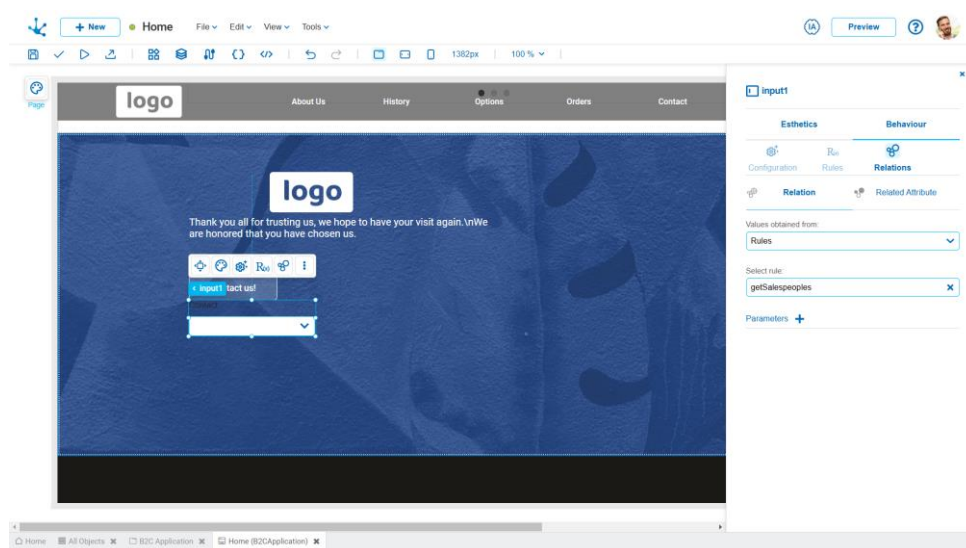 + New
Home
File
Edit
View
Tools
IA
Preview
?
1382px
100 %
Page
logo
About Us
History
Options
Orders
Contact
logo
Thank you all for trusting us, we hope to have your visit again.\nWe
are honored that you have chosen us.
R(x)
input1
tact us!
input1
Esthetics
Behaviour
Configuration
R(x)
Rules
Relations
Relation
Related Attribute
Values obtained from:
Rules
Select rule:
getSalespeoples
Parameters +
Home
All Objects
B2C Application
Home (B2CApplication)